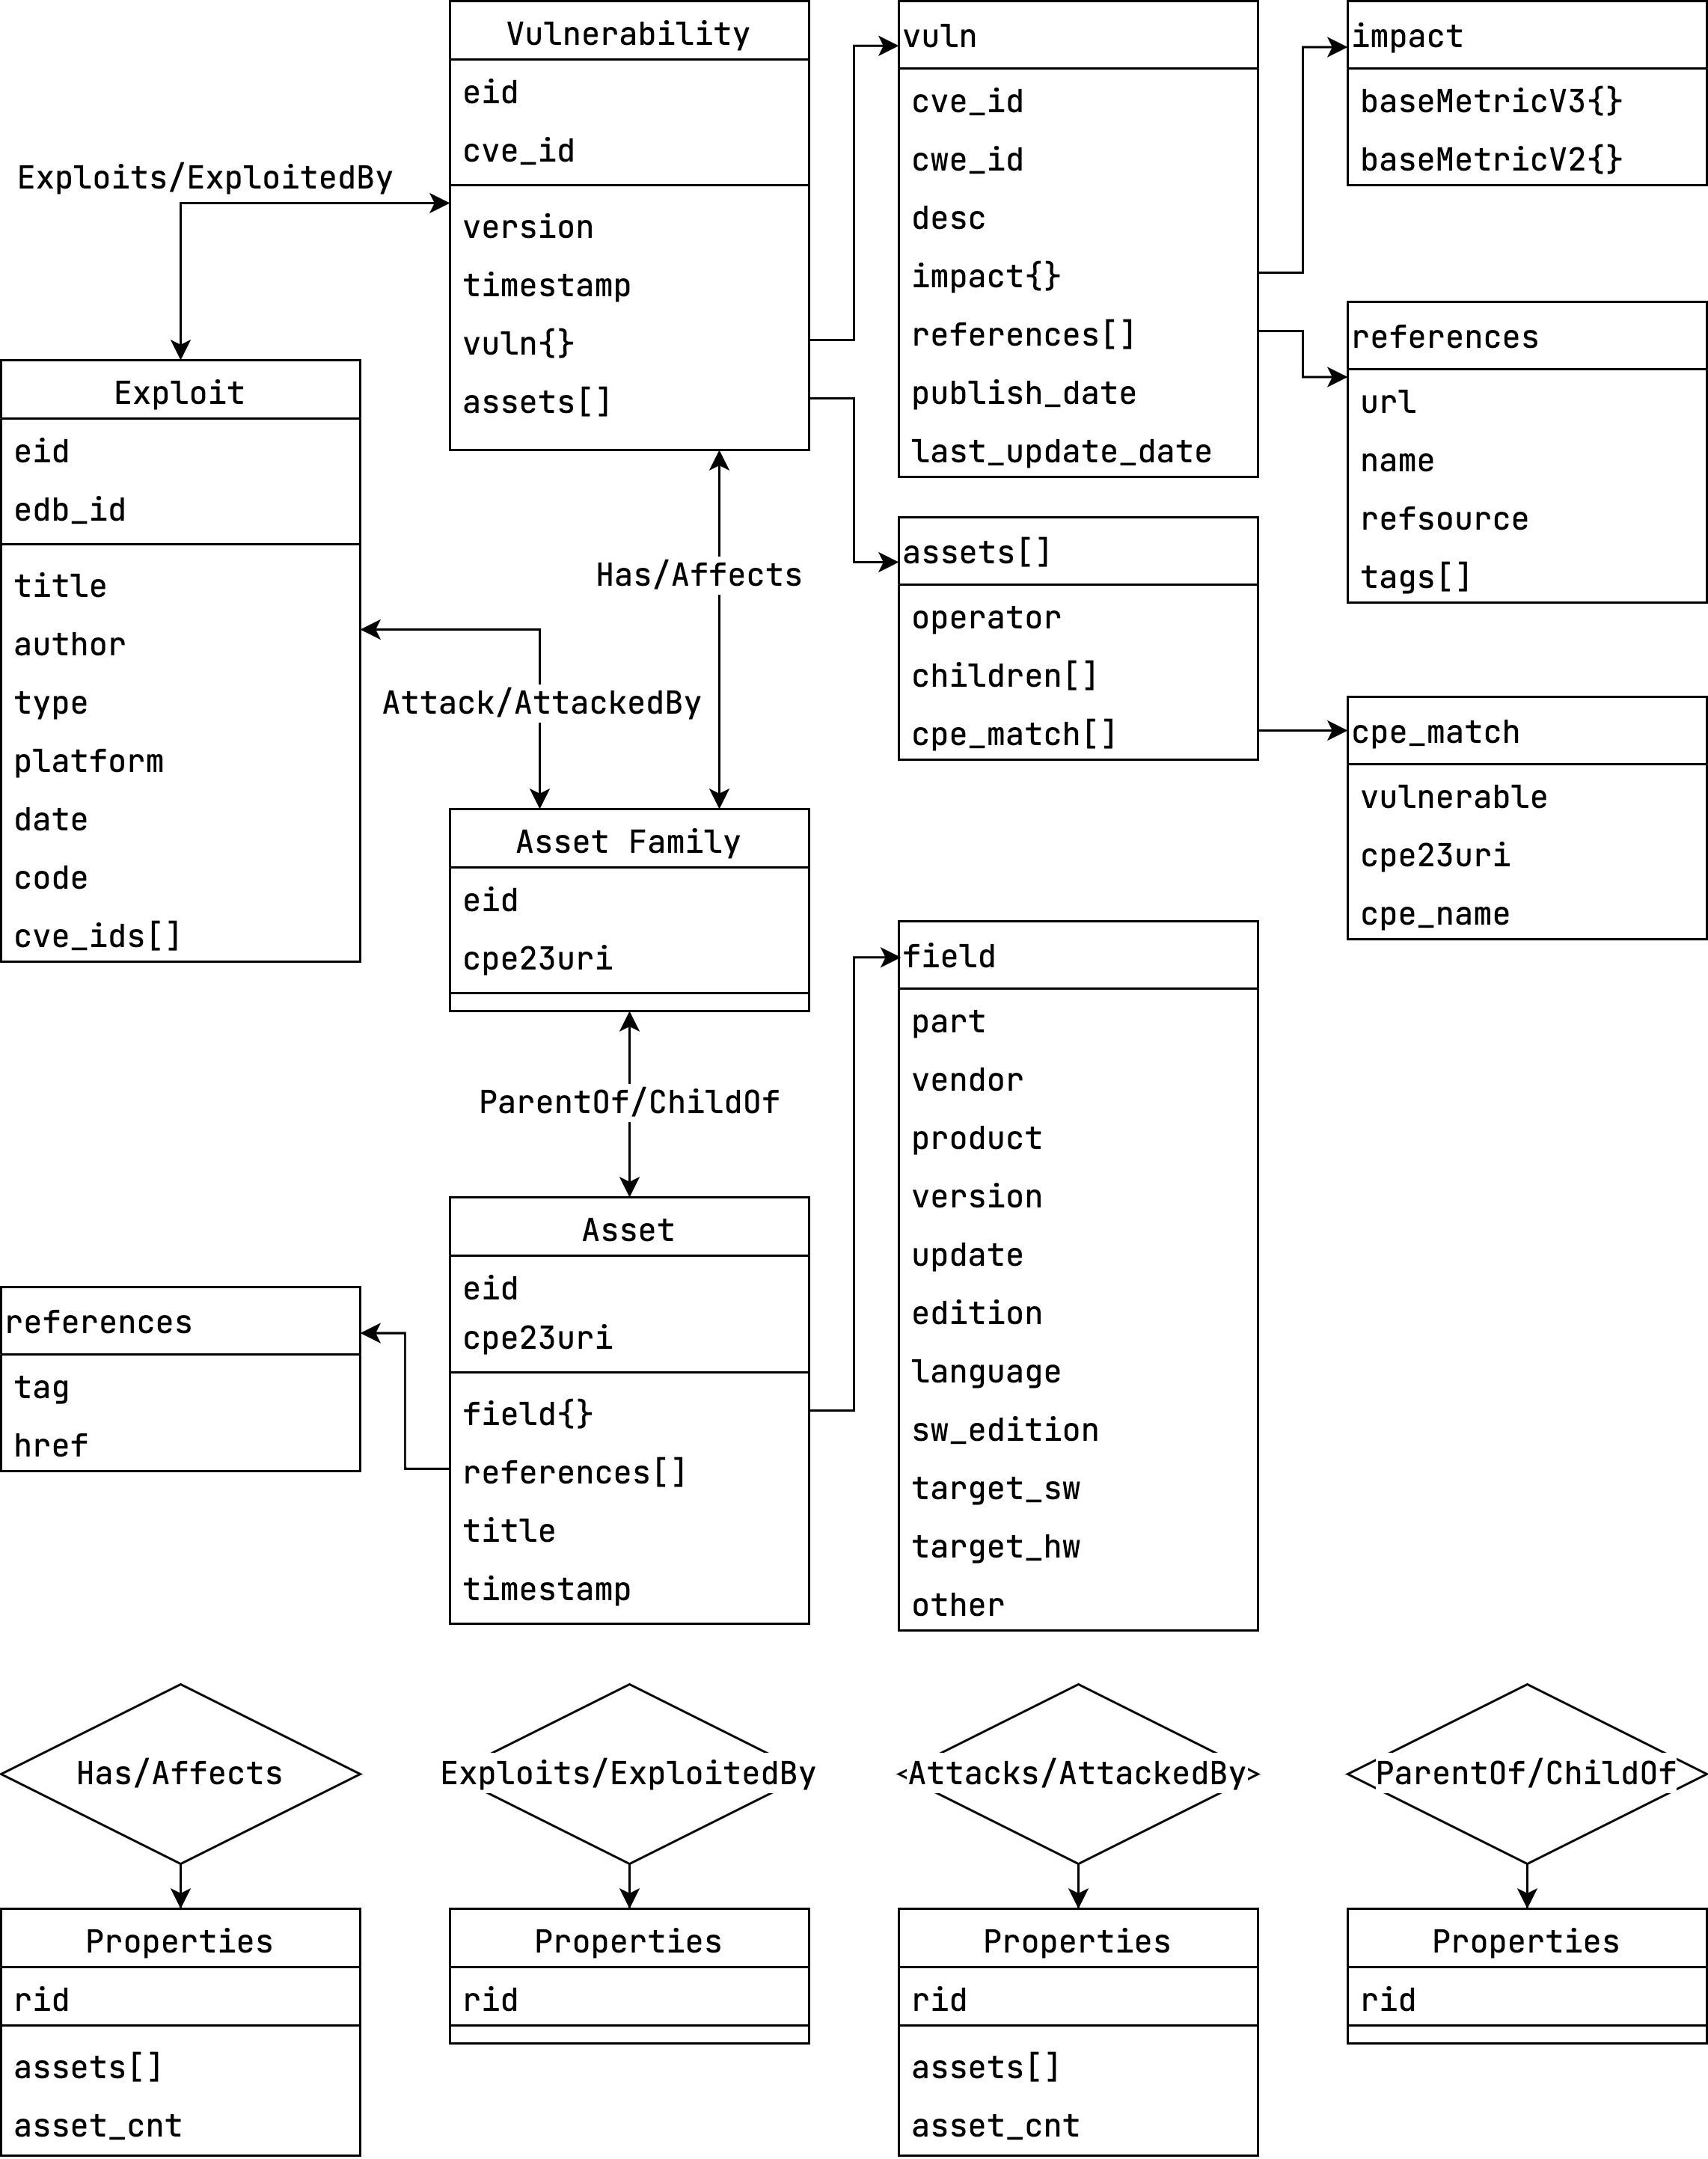 Vulnerability
eid
cve_id
version
timestamp
vuln{}
assets[]
vuln
cve_id
cwe_id
desc
impact{}
references[]
publish_date
last_update_date
impact
baseMetricV3{}
baseMetricV2{}
Exploits/ExploitedBy
references
url
name
refsource
tags[]
Exploit
eid
edb_id
title
author
type
platform
date
code
cve_ids[]
Has/Affects
Attack/AttackedBy
assets[]
operator
children[]
cpe_match[]
cpe_match
vulnerable
cpe23uri
cpe_name
Asset Family
eid
cpe23uri
ParentOf/ChildOf
field
part
vendor
product
version
update
edition
language
sw_edition
target_sw
target_hw
other
Asset
eid
cpe23uri
field{}
references[]
title
timestamp
references
tag
href
Has/Affects
Exploits/ExploitedBy
Attacks/AttackedBy
ParentOf/ChildOf
Properties
rid
assets[]
asset_cnt
Properties
rid
Properties
rid
assets[]
asset_cnt
Properties
rid